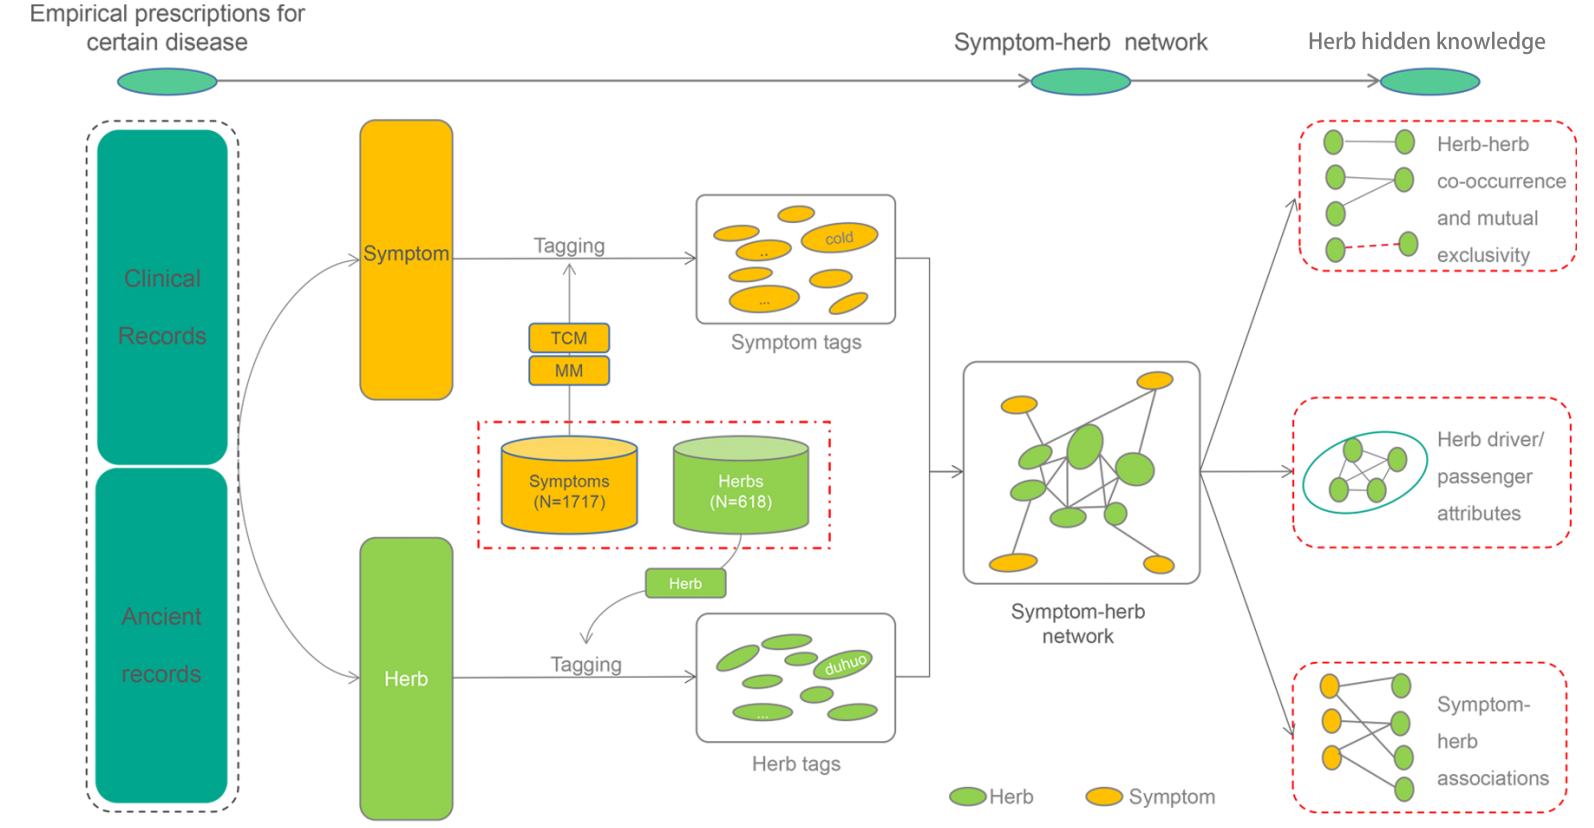 Empirical prescriptions for
certain disease
Symptom-herb network
Herb hidden knowledge
Clinical
Records
Ancient
records
Symptom
Herb
Tagging
TCM
MM
Symptoms
(N=1717)
Herbs
(N=618)
Herb
Tagging
cold
..
...
Symptom tags
duhuo
...
Herb tags
Symptom-herb
network
Herb-herb
co-occurrence
and mutual
exclusivity
Herb driver/
passenger
attributes
Symptom-
herb
associations
Herb
Symptom